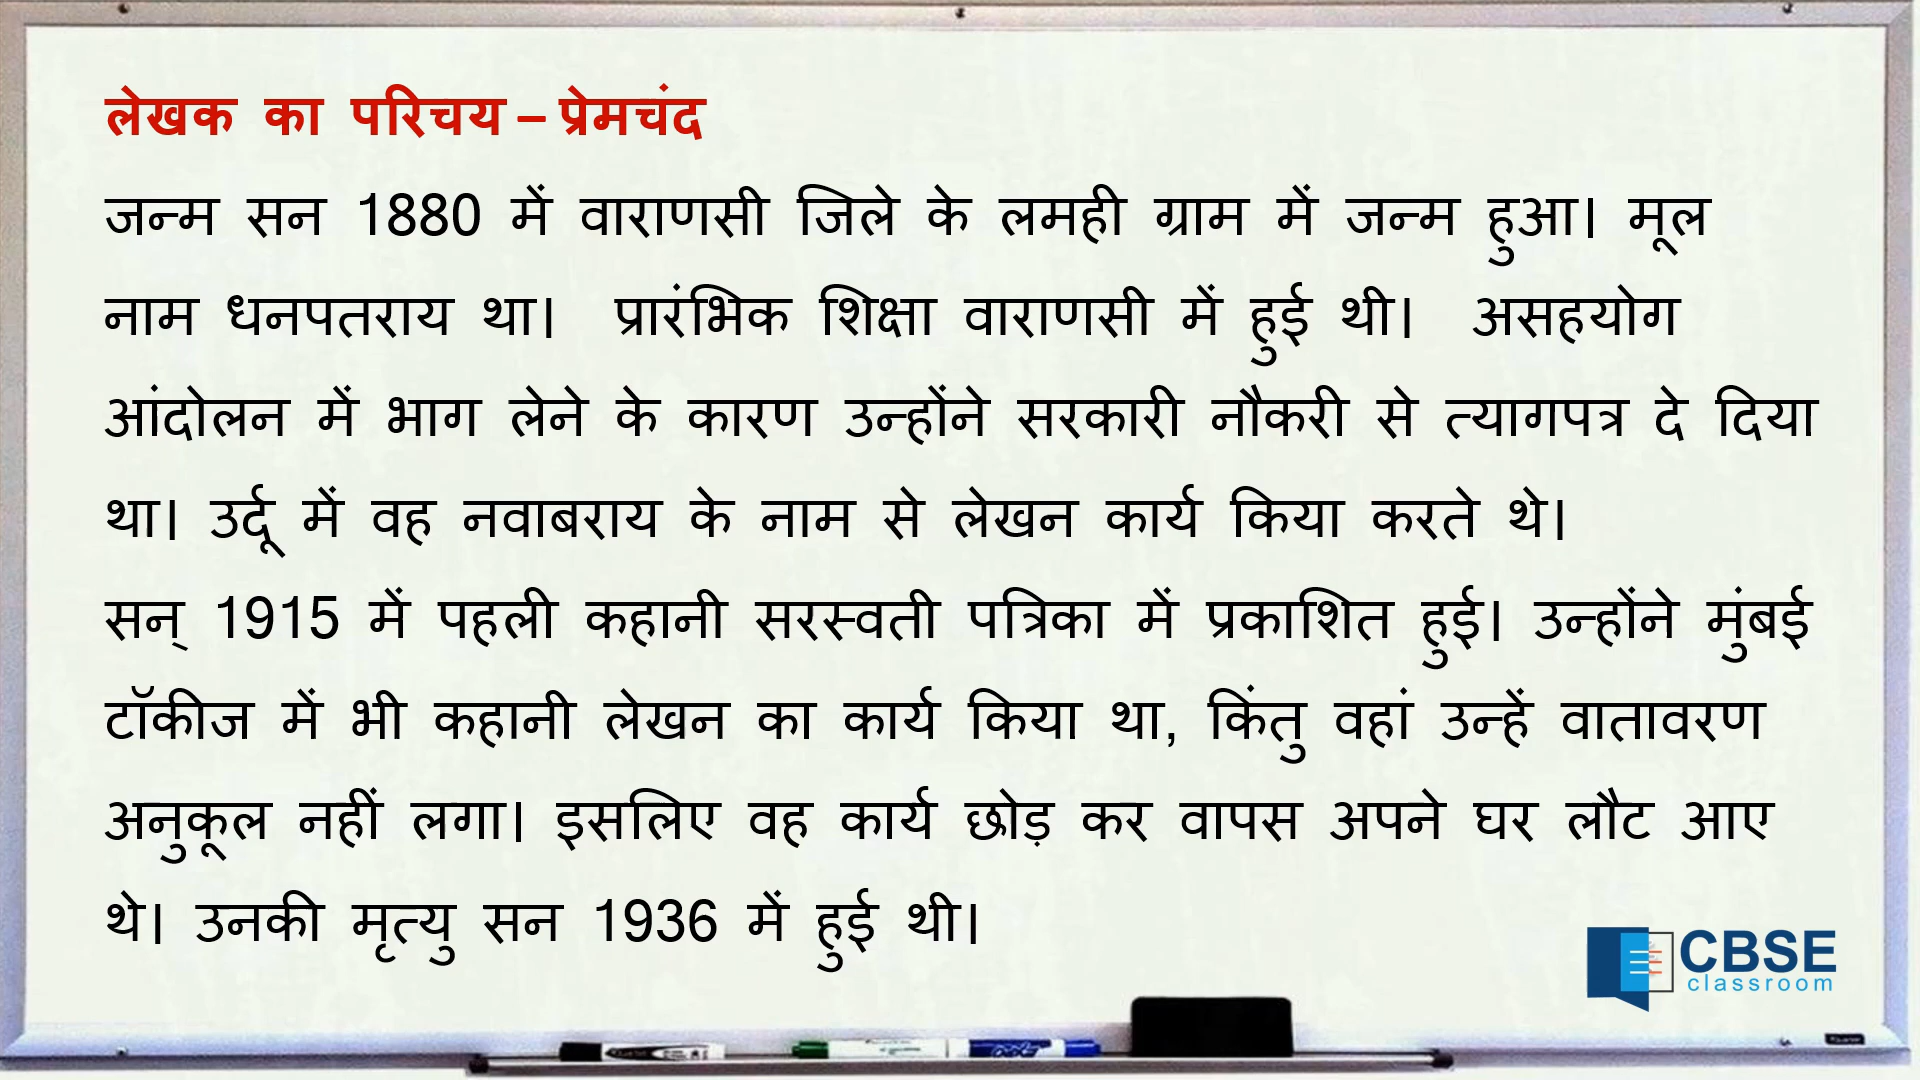 लेखक का परिचय – प्रेमचंद
जन्म सन 1880 में वाराणसी जिले के लमही ग्राम में जन्म हुआ। मूल
नाम धनपतराय था। प्रारंभिक शिक्षा वाराणसी में हुई थी। असहयोग
आंदोलन में भाग लेने के कारण उन्होंने सरकारी नौकरी से त्यागपत्र दे दिया
था। उर्दू में वह नवाबराय के नाम से लेखन कार्य किया करते थे।
सन् 1915 में पहली कहानी सरस्वती पत्रिका में प्रकाशित हुई। उन्होंने मुंबई
टॉकीज में भी कहानी लेखन का कार्य किया था, किंतु वहां उन्हें वातावरण
अनुकूल नहीं लगा। इसलिए वह कार्य छोड़ कर वापस अपने घर लौट आए
थे। उनकी मृत्यु सन 1936 में हुई थी।
CBSE
classroom